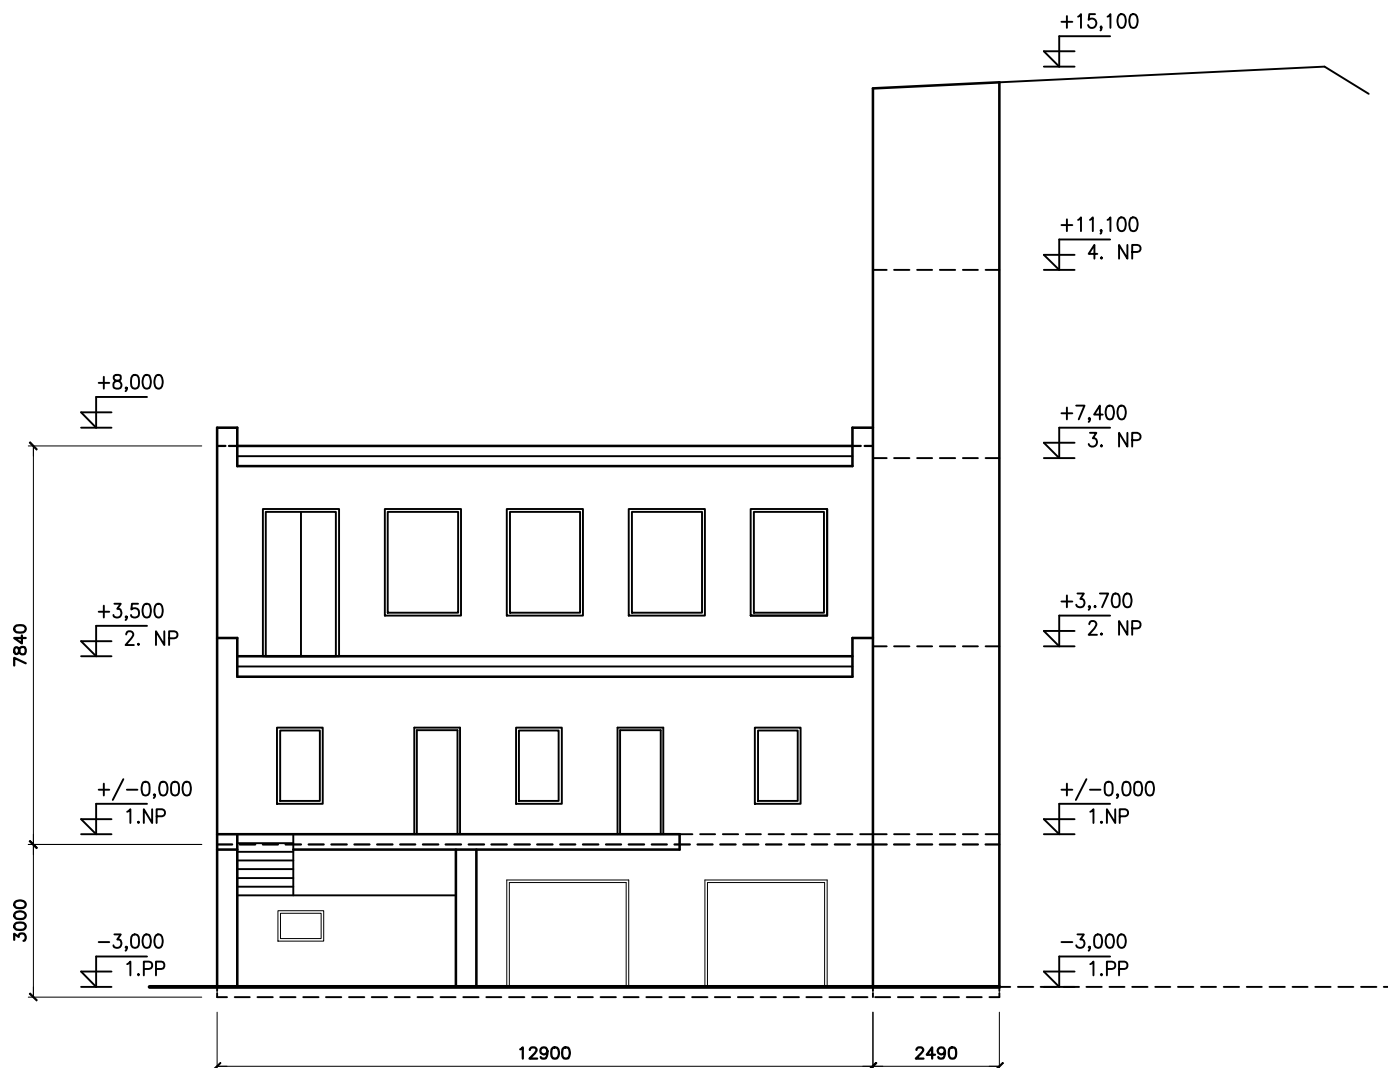 +15,100
+11,100
4. NP
+8,000
+7,400
3. NP
+3,500
2. NP
+3,.700
2. NP
7840
+/-0,000
1.NP
+/-0,000
1.NP
3000
-3,000
1.PP
-3,000
1.PP
12900
2490